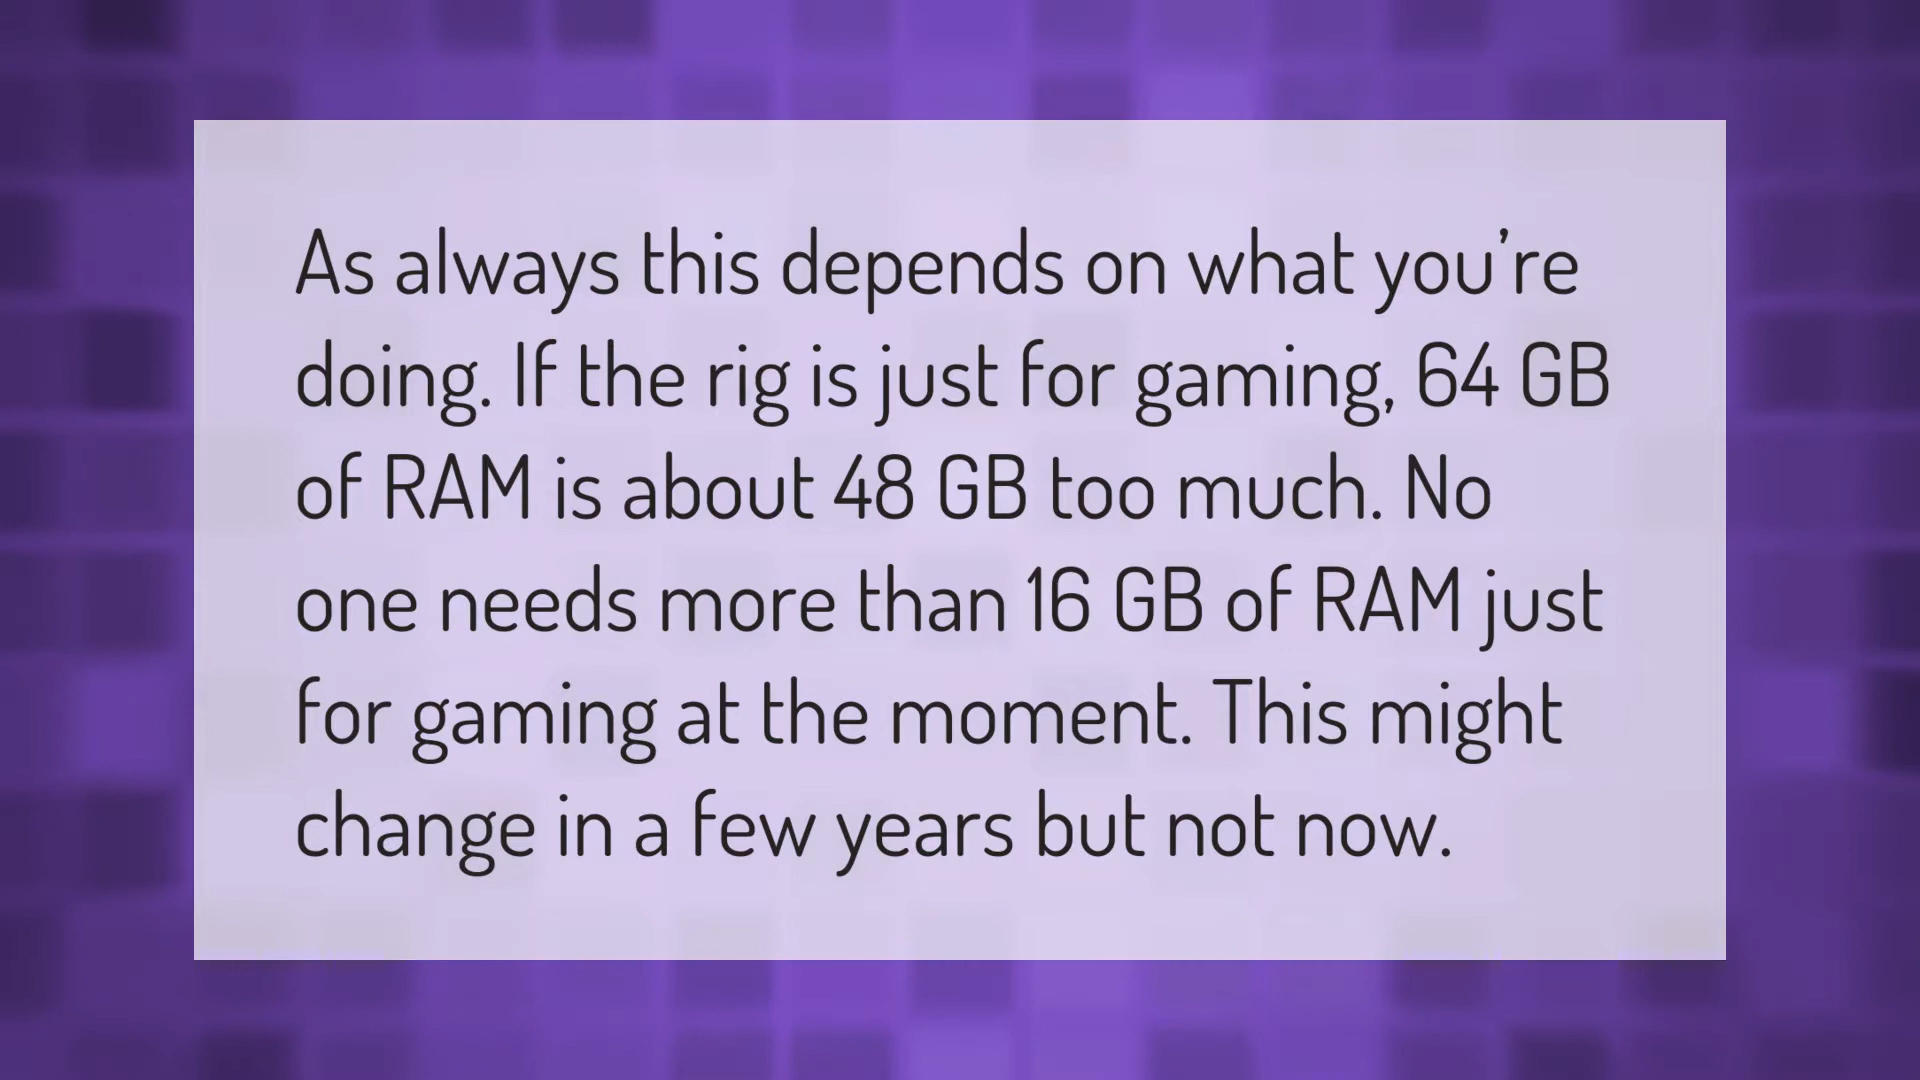 As always this depends on what you’re
doing. If the rig is just for gaming, 64 GB
of RAM is about 48 GB too much. No
one needs more than 16 GB of RAM just
for gaming at the moment. This might
change in a few years but not now.